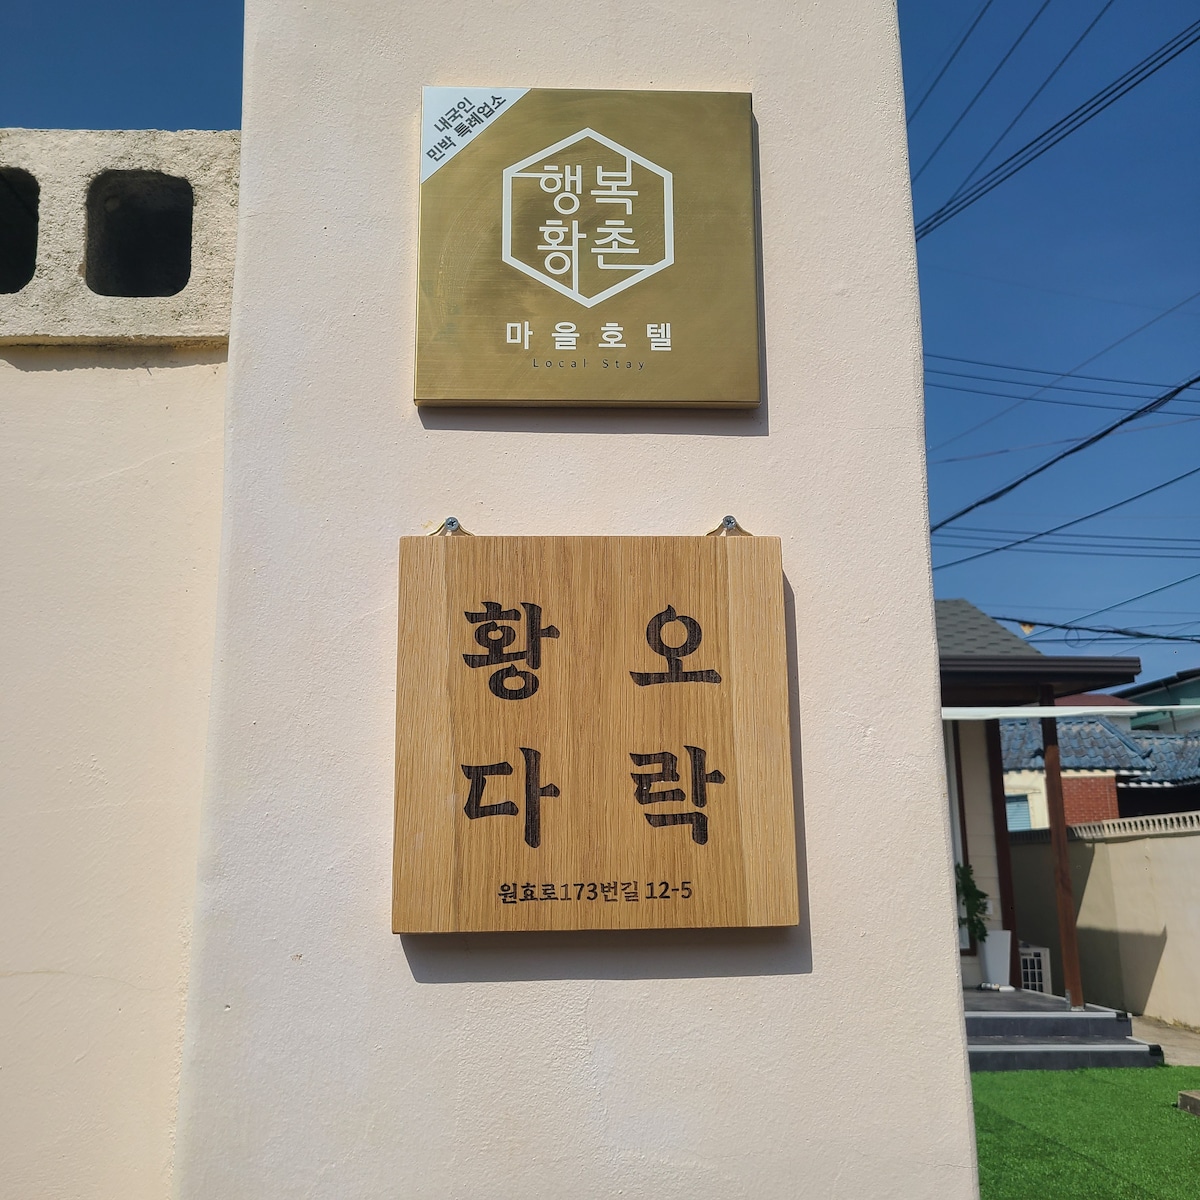 내국인
민박 특례업소
행복
황촌
마을호텔
Local Stay
황오
다락
원효로173번길 12-5